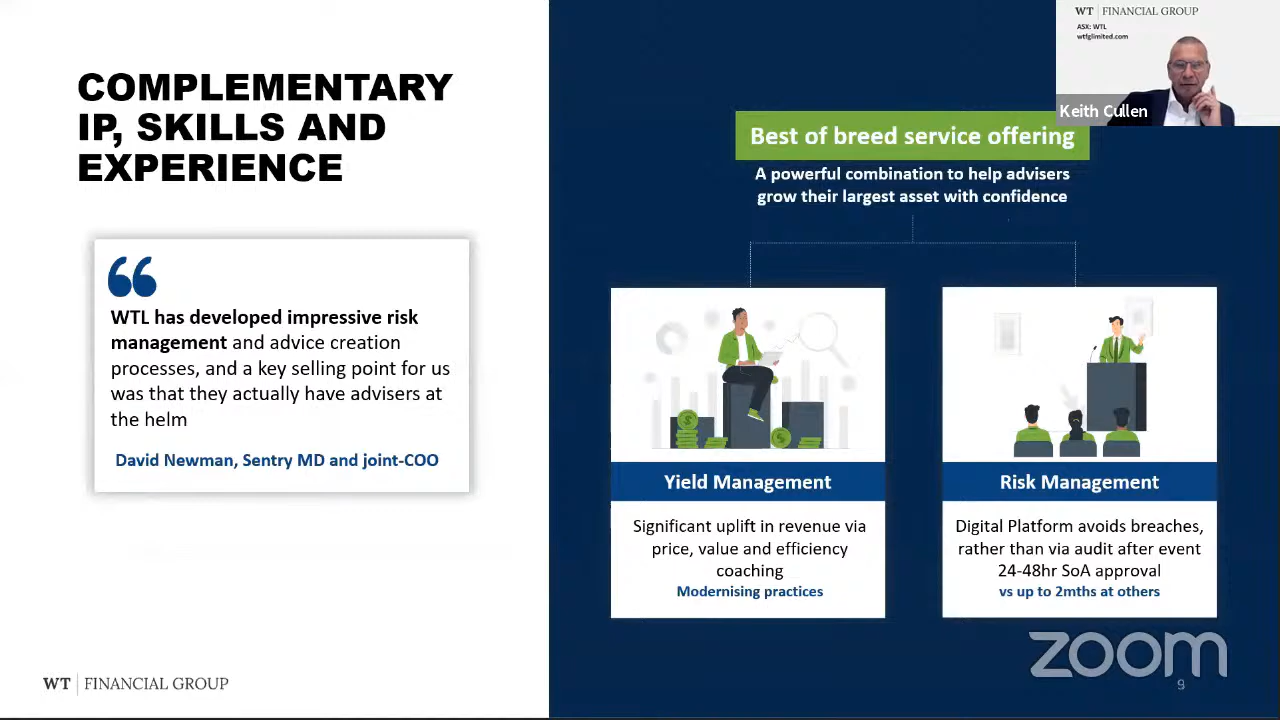 COMPLEMENTARY
IP, SKILLS AND
EXPERIENCE
WTL has developed impressive risk
management and advice creation
processes, and a key selling point for us
was that they actually have advisers at
the helm
David Newman, Sentry MD and joint-COO
WT | FINANCIAL GROUP
WT | FINANCIAL GROUP
ASX: WTL
wtfglimited.com
Keith Cullen
Best of breed service offering
A powerful combination to help advisers
grow their largest asset with confidence
Yield Management
Significant uplift in revenue via
price, value and efficiency
coaching
Modernising practices
Risk Management
Digital Platform avoids breaches,
rather than via audit after event
24-48hr SoA approval
vs up to 2mths at others
zoom
9